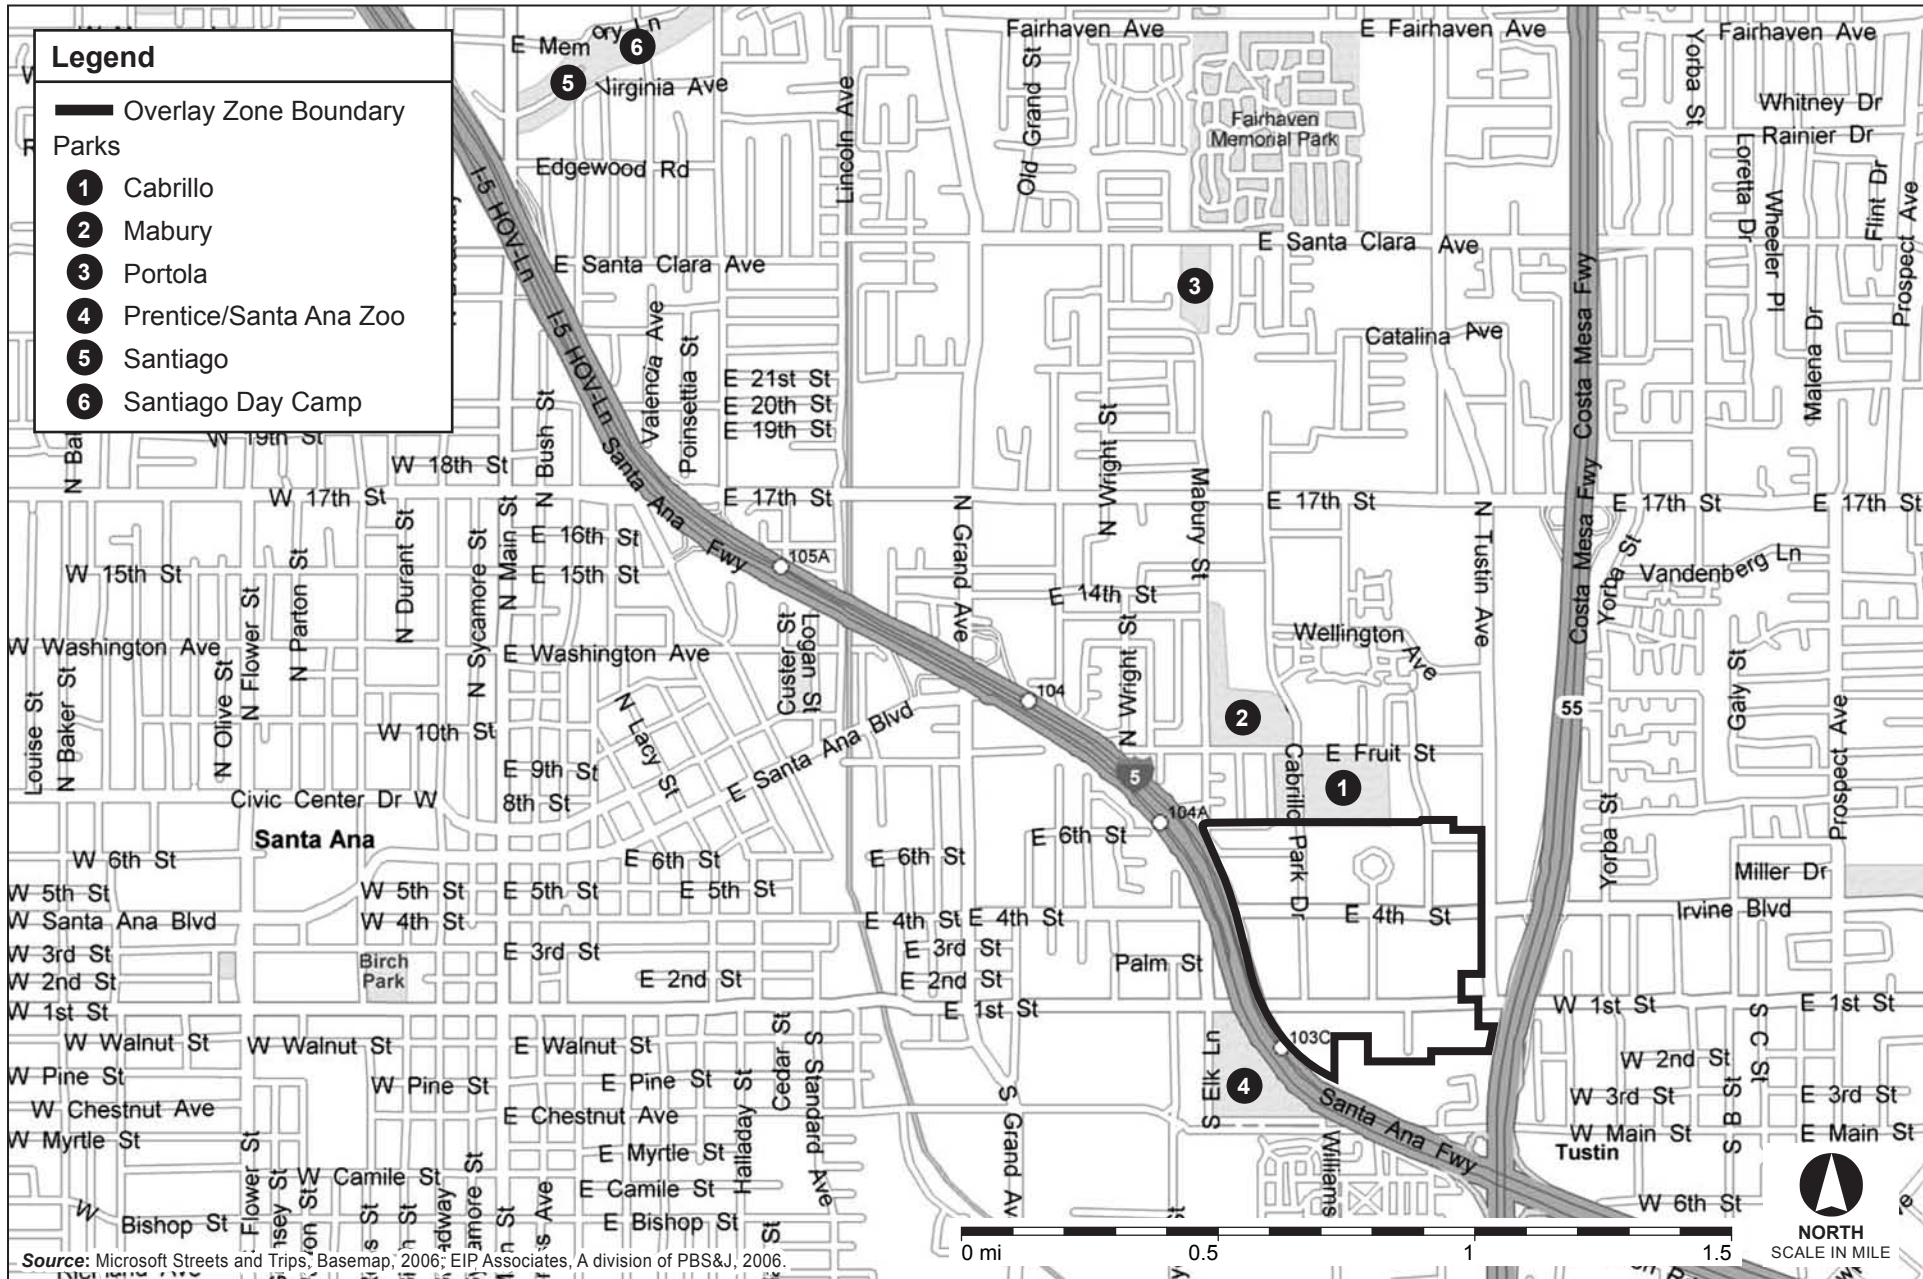 Legend
Overlay Zone Boundary
Parks
1 Cabrillo
2 Mabury
3 Portola
4 Prentice/Santa Ana Zoo
5 Santiago
6 Santiago Day Camp
E Memory Ln
6
5
Virginia Ave
Edgewood Rd
Lincoln Ave
Old Grand St
Fairhaven Ave
E Fairhaven Ave
Fairhaven Ave
Fairhaven
Memorial Park
Yorba St
Whitney Dr
Rainier Dr
Loretta Dr
Wheeler Pl
Flint Dr
Prospect Ave
I-5 HOV-Ln
I-5 HOV-Ln
E Santa Clara Ave
E Santa Clara Ave
3
Catalina Ave
Costa Mesa Fwy
Costa Mesa Fwy
Costa Mesa Fwy
Malena Dr
Valencia Ave
Poinsettia St
E 21st St
E 20th St
E 19th St
W 19th St
W 18th St
N Bush St
Santa Ana Fwy
N Wright St
Mabury St
W 17th St
E 17th St
E 17th St
E 17th St
E 17th St
N Durant St
N Sycamore St
N Main St
E 16th St
E 15th St
105A
N Grand Ave
N Tustin Ave
Yorba St
Vandenberg Ln
W 15th St
N Parton St
N Flower St
E 14th St
Custer St
Logan St
N Wright St
Wellington Ave
W Washington Ave
E Washington Ave
Louise St
N Baker St
N Olive St
N Lacy St
104
55
Galy St
Prospect Ave
W 10th St
E Santa Ana Blvd
2
E Fruit St
E 9th St
5
1
Cabrillo Park Dr
Civic Center Dr W
8th St
104A
Yorba St
Santa Ana
E 6th St
W 6th St
E 6th St
E 6th St
Miller Dr
W 5th St
W 5th St
E 5th St
E 5th St
W Santa Ana Blvd
W 4th St
E 4th St
E 4th St
E 4th St
Irvine Blvd
W 3rd St
Birch
Park
E 3rd St
E 3rd St
Palm St
W 2nd St
E 2nd St
E 2nd St
W 1st St
E 1st St
W 1st St
E 1st St
W Walnut St
W Walnut St
E Walnut St
Cedar St
S Standard Ave
S Elk Ln
103C
W 2nd St
S C St
W Pine St
W Pine St
E Pine St
Halladay St
S Grand Av
4
Santa Ana Fwy
W 3rd St
S B St
E 3rd St
W Chestnut Ave
E Chestnut Ave
W Myrtle St
E Myrtle St
Williams
W Main St
E Main St
Tustin
W Camile St
E Camile St
W 6th St
Bishop St
E Bishop St
NORTH
SCALE IN MILE
0 mi 0.5 1 1.5
Source: Microsoft Streets and Trips, Basemap, 2006; EIP Associates, A division of PBS&J, 2006.